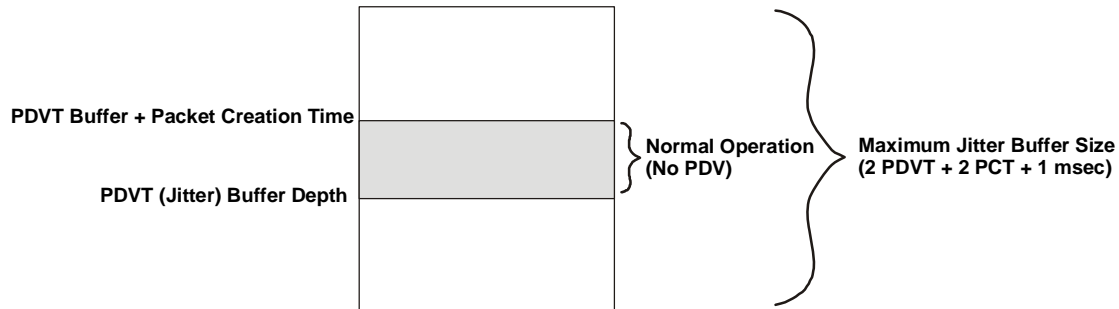 PDVT Buffer + Packet Creation Time
Normal Operation
(No PDV)
Maximum Jitter Buffer Size
(2 PDVT + 2 PCT + 1 msec)
PDVT (Jitter) Buffer Depth